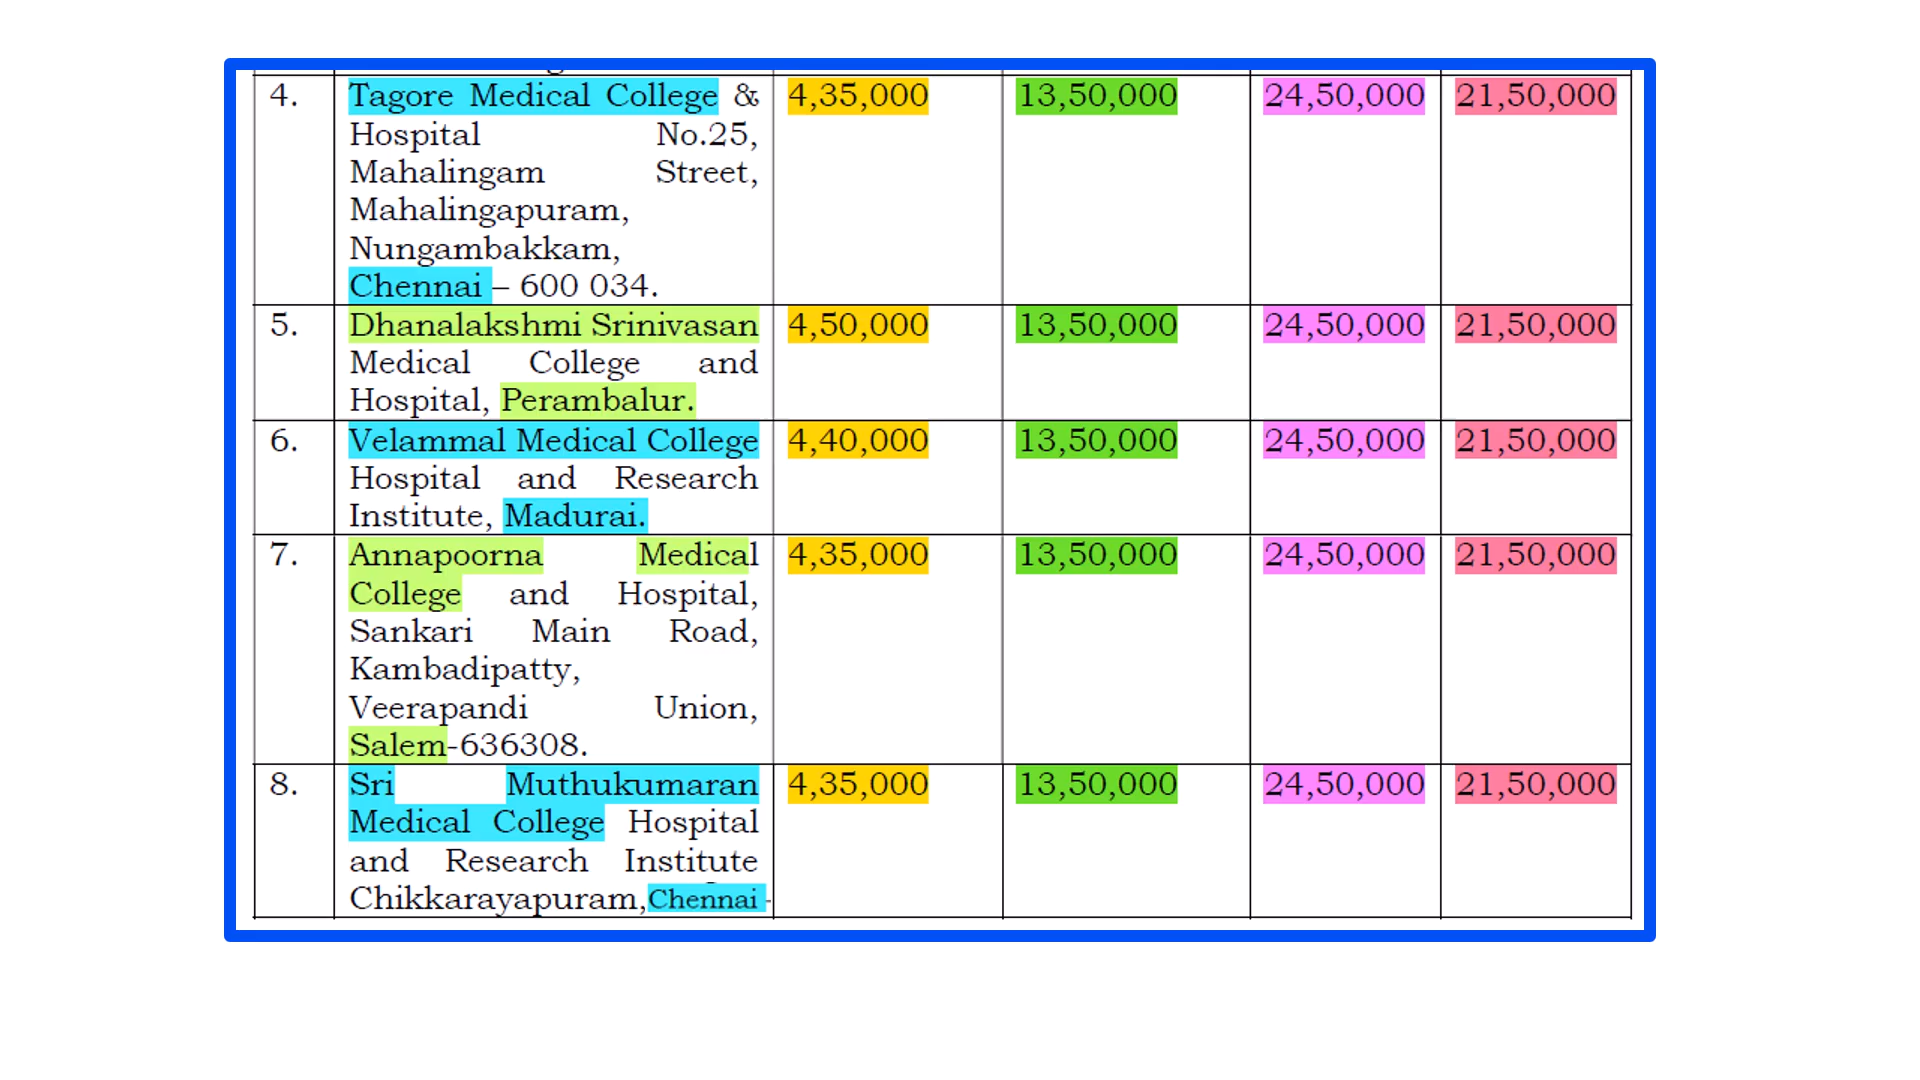 4. Tagore Medical College & 4,35,000 13,50,000 24,50,000 21,50,000
Hospital No.25,
Mahalingam Street,
Mahalingapuram,
Nungambakkam,
Chennai – 600 034.
5. Dhanalakshmi Srinivasan 4,50,000 13,50,000 24,50,000 21,50,000
Medical College and
Hospital, Perambalur.
6. Velammal Medical College 4,40,000 13,50,000 24,50,000 21,50,000
Hospital and Research
Institute, Madurai.
7. Annapoorna Medical 4,35,000 13,50,000 24,50,000 21,50,000
College and Hospital,
Sankari Main Road,
Kambadipatty,
Veerapandi Union,
Salem-636308.
8. Sri Muthukumaran 4,35,000 13,50,000 24,50,000 21,50,000
Medical College Hospital
and Research Institute
Chikkarayapuram,Chennai -